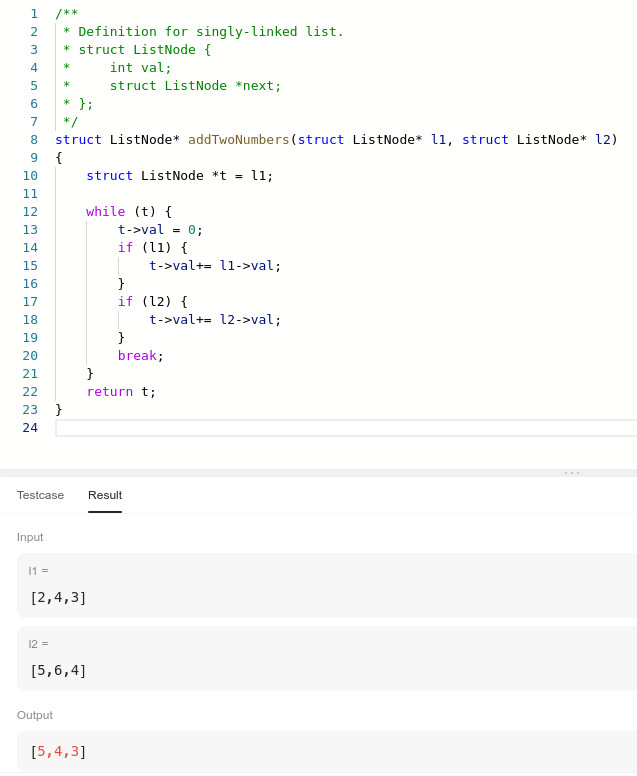 1 /**
2  * Definition for singly-linked list.
3  * struct ListNode {
4  *     int val;
5  *     struct ListNode *next;
6  * };
7  */
8 struct ListNode* addTwoNumbers(struct ListNode* l1, struct ListNode* l2)
9 {
10     struct ListNode *t = l1;
11
12     while (t) {
13         t->val = 0;
14         if (l1) {
15             t->val+= l1->val;
16         }
17         if (l2) {
18             t->val+= l2->val;
19         }
20         break;
21     }
22     return t;
23 }
24
Testcase Result
Input
l1 =
[2,4,3]
l2 =
[5,6,4]
Output
[5,4,3]